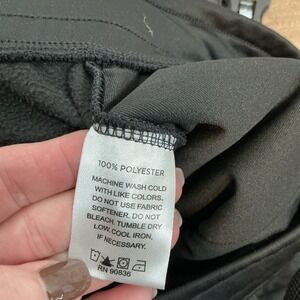 100% POLYESTER
MACHINE WASH COLD
WITH LIKE COLORS.
DO NOT USE FABRIC
SOFTENER. DO NOT
BLEACH, TUMBLE DRY
LOW, COOL IRON,
IF NECESSARY.
RN 90836